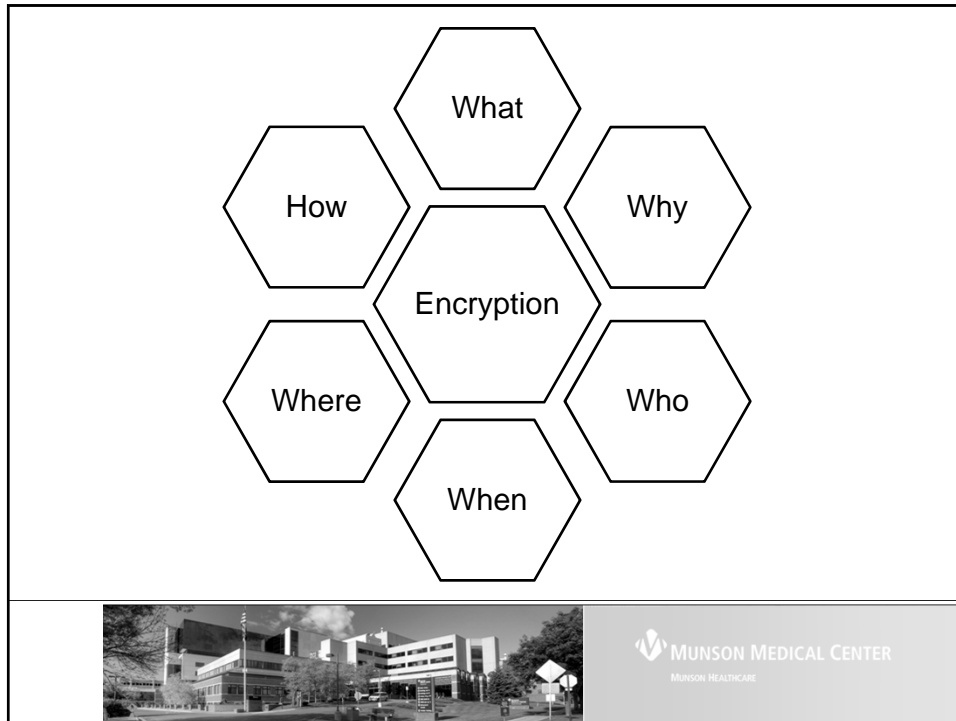 What
How
Why
Encryption
Where
Who
When
MUNSON MEDICAL CENTER
MUNSON HEALTHCARE